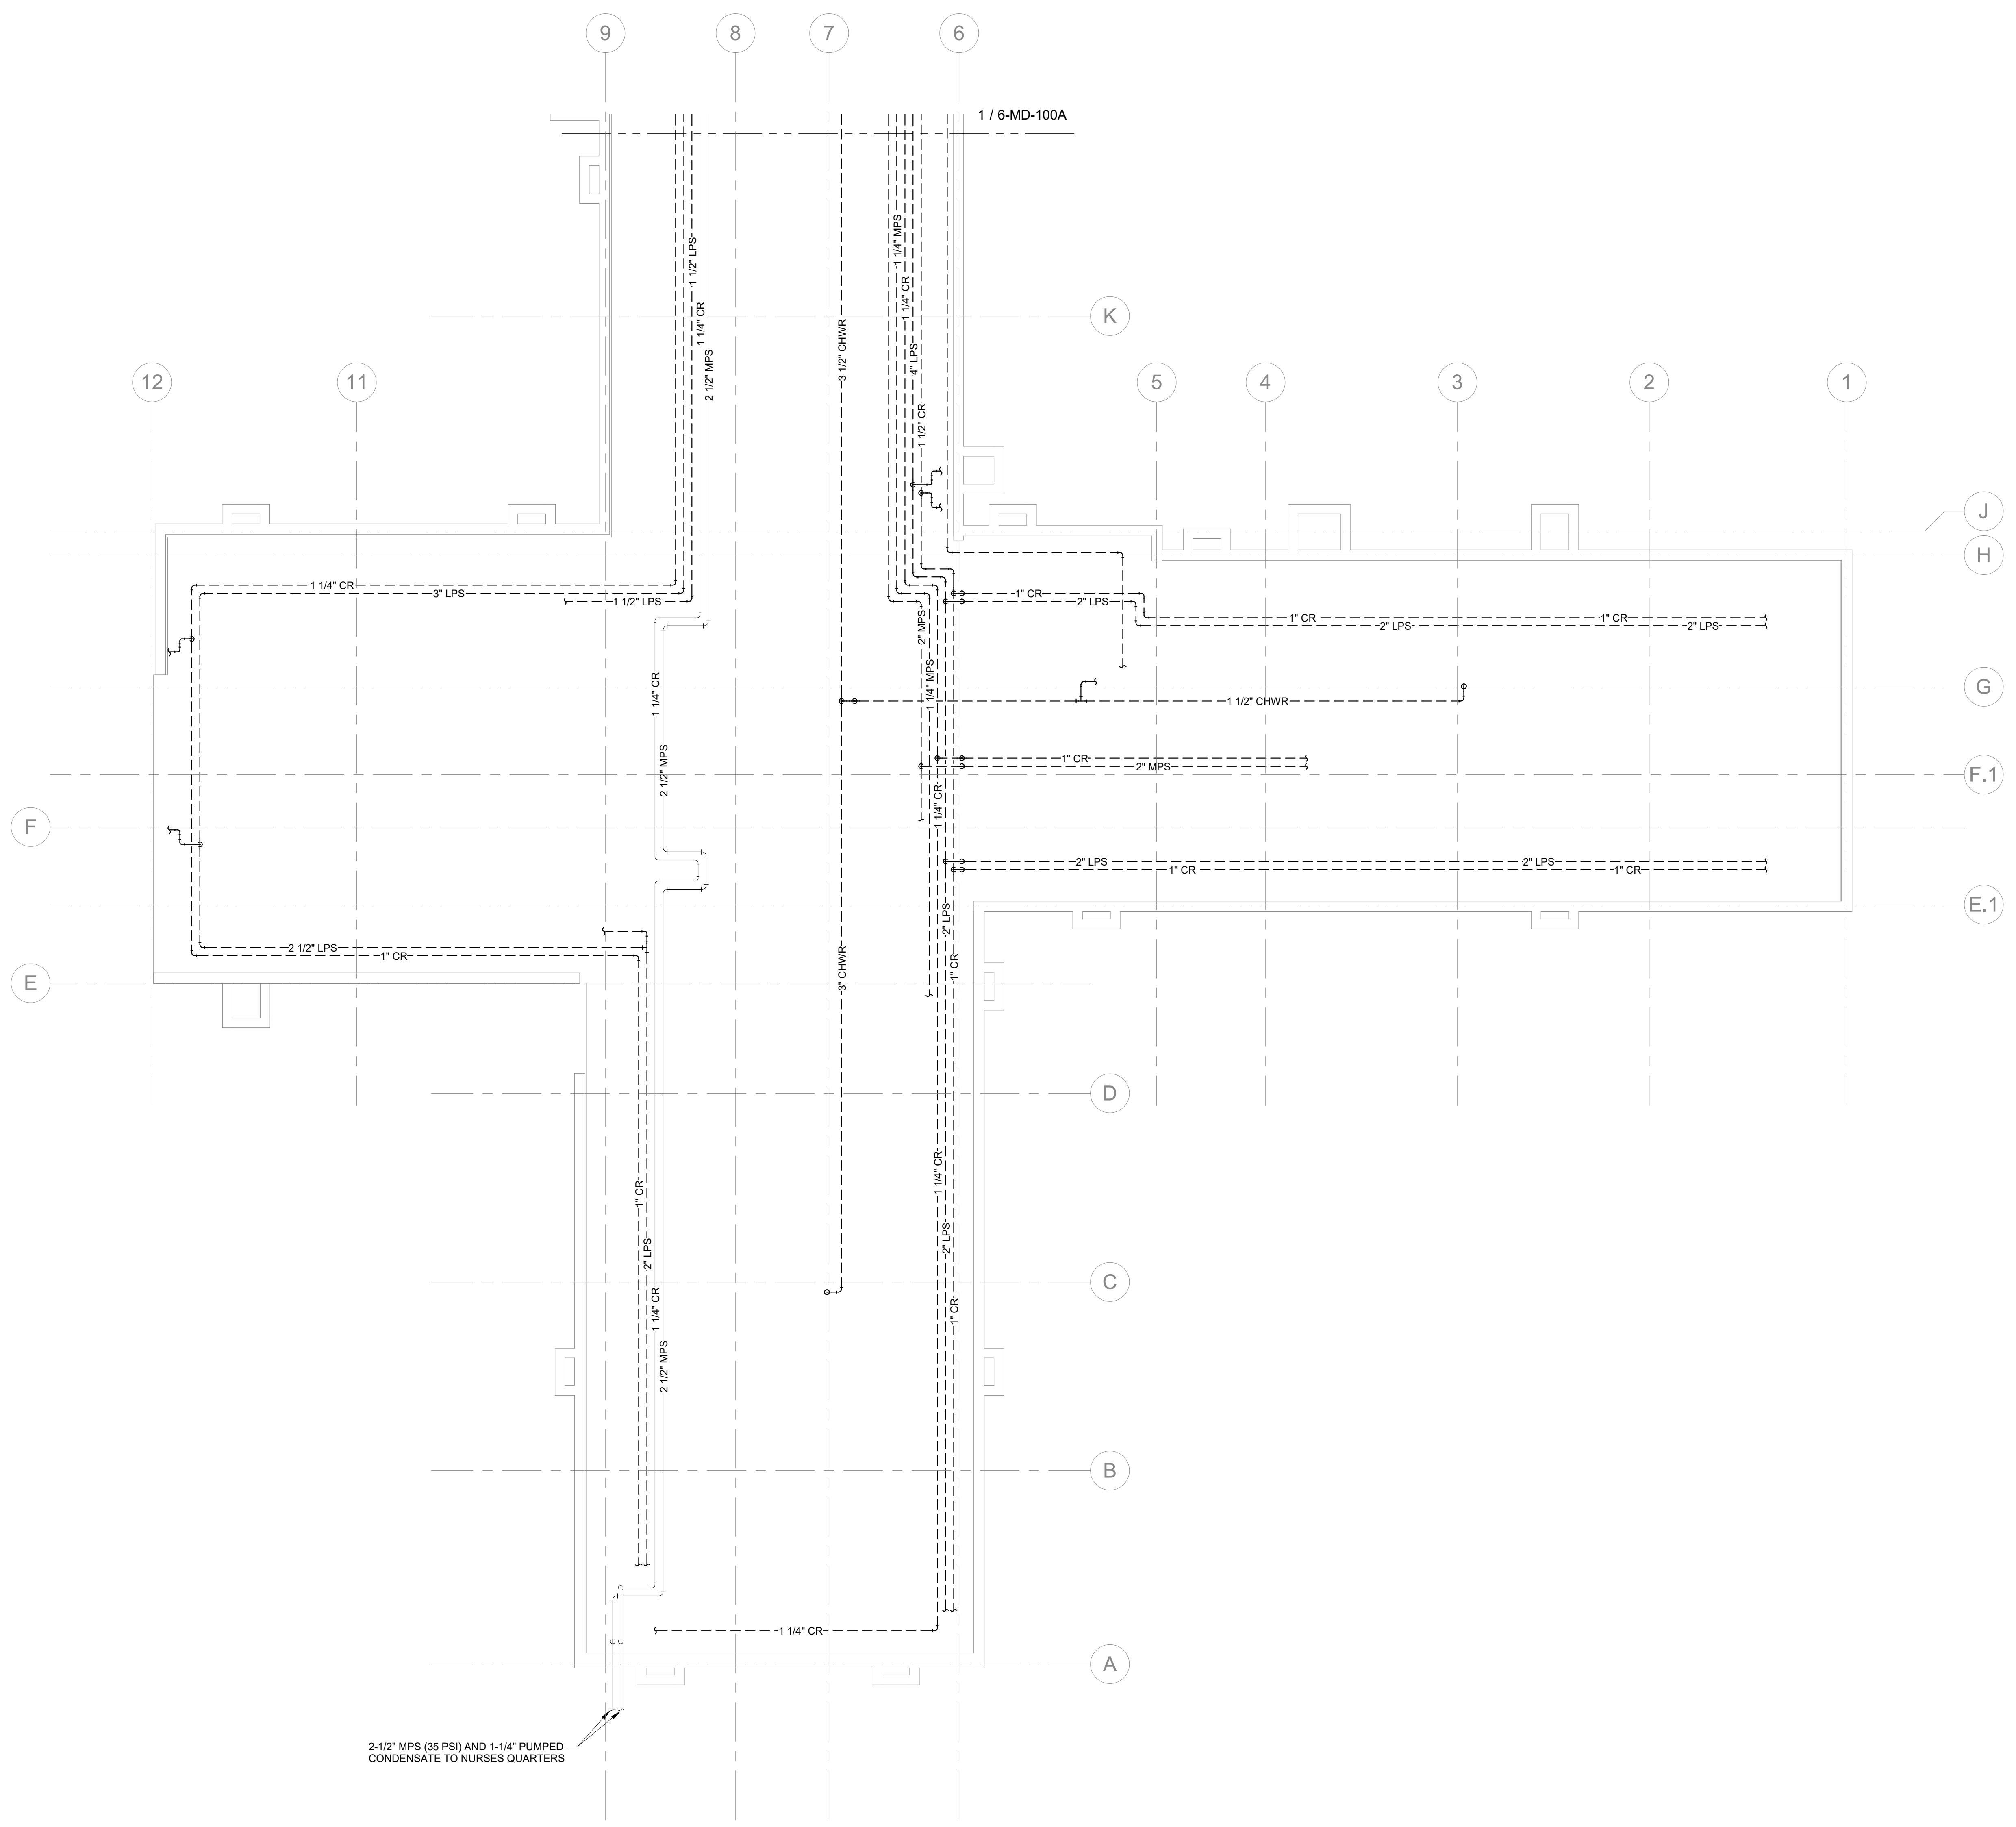 9
8
7
6
1 / 6-MD-100A
1 1/2" LPS
1 1/4" MPS
1 1/4" CR
1 1/4" CR
K
2 1/2" MPS
3 1/2" CHWR
4" LPS
12
11
5
4
3
2
1
1 1/2" CR
J
H
1 1/4" CR
3" LPS
1 1/2" LPS
1" CR
2" LPS
1" CR
1" CR
2" LPS
2" LPS
2" MPS
1 1/4" MPS
1 1/4" CR
G
1 1/2" CHWR
2 1/2" MPS
1" CR
2" MPS
F.1
1 1/4" CR
F
2" LPS
2" LPS
1" CR
1" CR
E.1
2" LPS
2 1/2" LPS
1" CR
3" CHWR
1" CR
E
D
1" CR
1 1/4" CR
2" LPS
2" LPS
C
1 1/4" CR
1" CR
2 1/2" MPS
B
1 1/4" CR
A
2-1/2" MPS (35 PSI) AND 1-1/4" PUMPED
CONDENSATE TO NURSES QUARTERS